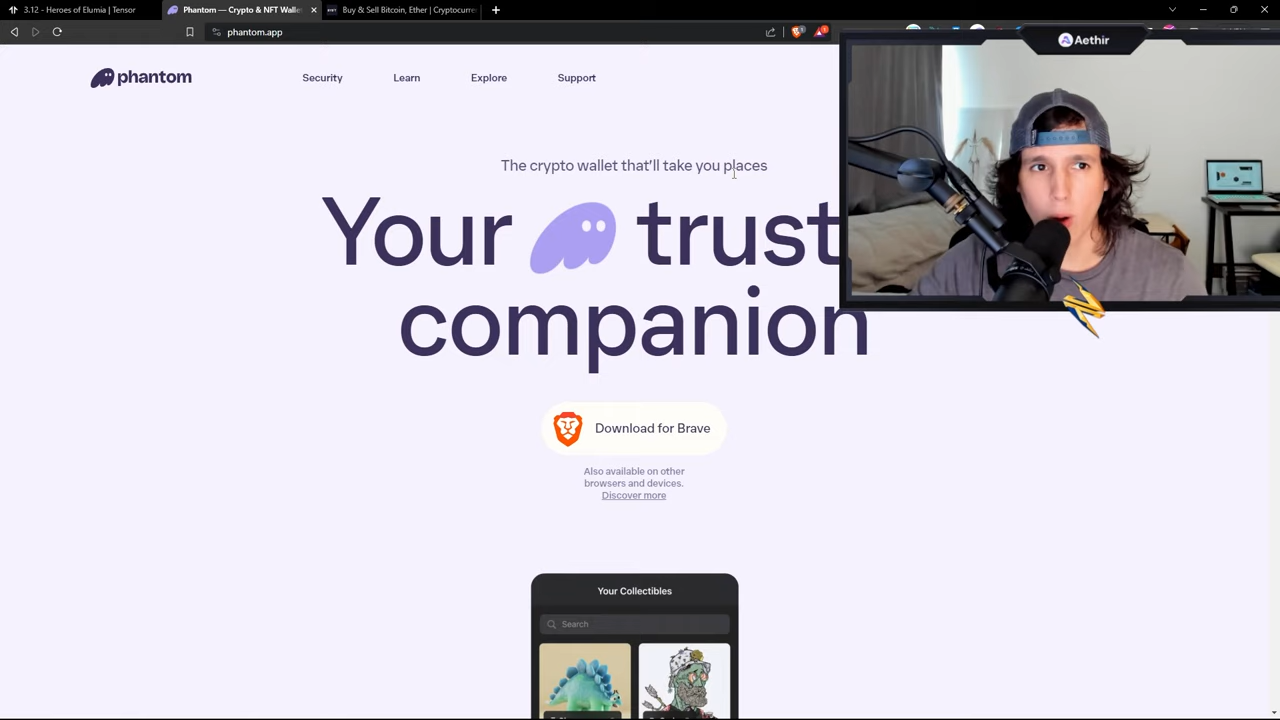 3.12 - Heroes of Elumia | Tensor
Phantom — Crypto & NFT Walle
Buy & Sell Bitcoin, Ether | Cryptocurre
phantom.app
Aethir
phantom
Security
Learn
Explore
Support
The crypto wallet that'll take you places
Your trust
companion
Download for Brave
Also available on other
browsers and devices.
Discover more
Your Collectibles
Search